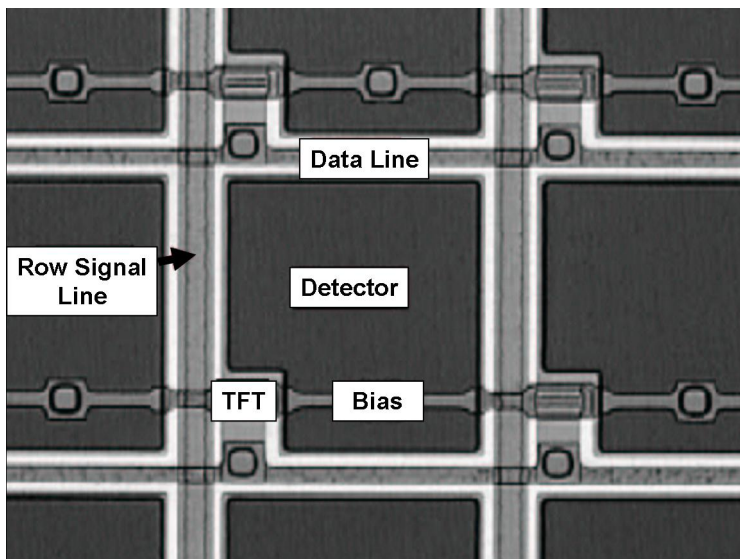 Data Line
Row Signal
Line
Detector
TFT
Bias